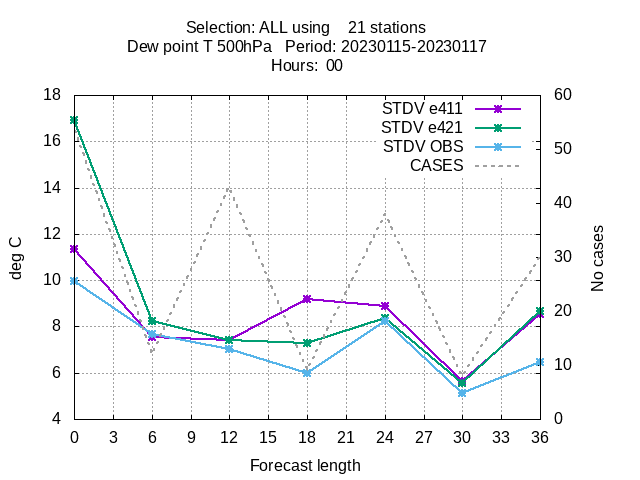 Selection: ALL using    21 stations
Dew point T 500hPa   Period: 20230115-20230117
Hours:  00
STDV e411
STDV e421
STDV OBS
CASES
deg C
18
16
14
12
10
8
6
4
60
50
40
30
20
10
0
No cases
0 3 6 9 12 15 18 21 24 27 30 33 36
Forecast length